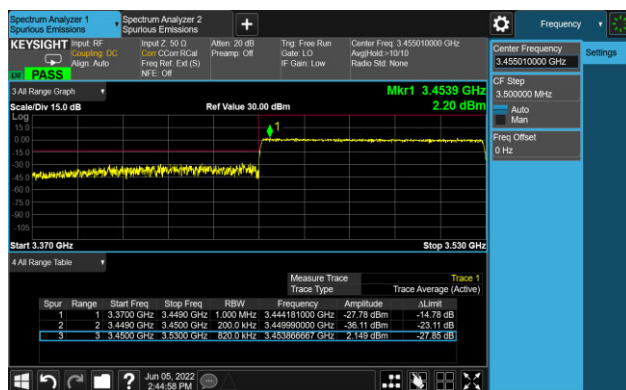 Spectrum Analyzer 1
Spurious Emissions
Spectrum Analyzer 2
Spurious Emissions
+
Frequency
KEYSIGHT Input: RF
Coupling: DC
Align: Auto
Input Z: 50 Ω
Corr CCorr RCal
Freq Ref: Ext (S)
NFE: Off
Atten: 20 dB
Preamp: Off
Trig: Free Run
Gate: LO
IF Gain: Low
Center Freq: 3.455010000 GHz
Avg|Hold:>10/10
Radio Std: None
PASS
Center Frequency
3.455010000 GHz
Settings
CF Step
3.500000 MHz
Auto
Man
Freq Offset
0 Hz
3 All Range Graph
Mkr1 3.4539 GHz
Scale/Div 15.0 dB
Ref Value 30.00 dBm
2.20 dBm
Log
15.0
0.00
-15.0
-30.0
-45.0
-60.0
-75.0
-90.0
-105
1
Start 3.370 GHz
Stop 3.530 GHz
4 All Range Table
Measure Trace Trace 1
Trace Type Trace Average (Active)
Spur Range Start Freq Stop Freq RBW Frequency Amplitude ΔLimit
1 1 3.3700 GHz 3.4490 GHz 1.000 MHz 3.444181000 GHz -27.78 dBm -14.78 dB
2 2 3.4490 GHz 3.4500 GHz 200.0 kHz 3.449990000 GHz -36.11 dBm -23.11 dB
3 3 3.4500 GHz 3.5300 GHz 820.0 kHz 3.453866667 GHz 2.149 dBm -27.85 dB
?
Jun 05, 2022
2:44:58 PM